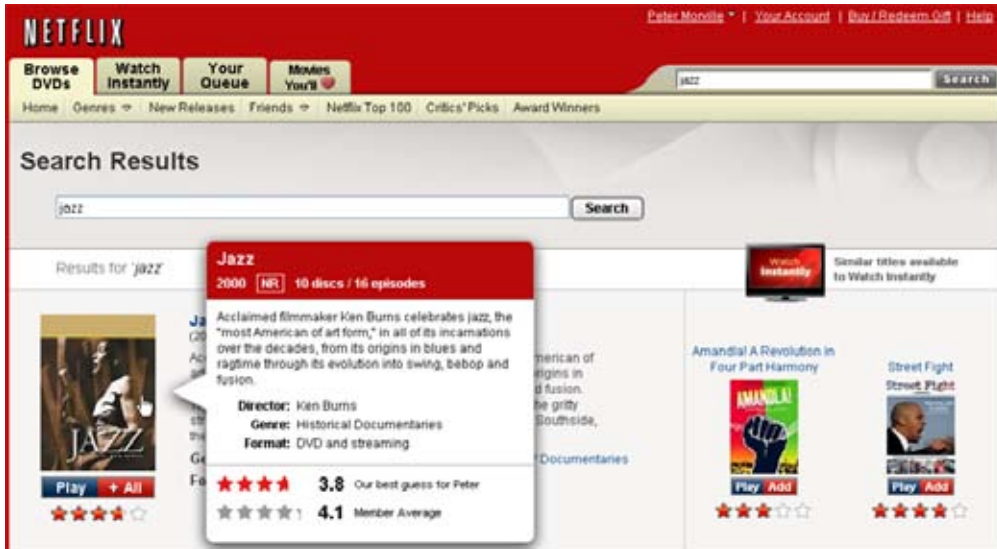 NETFLIX
Peter Morville | Your Account | Buy / Redeem Gift | Help
Browse DVDs
Watch Instantly
Your Queue
Movies You'll
jazz
Search
Home Genres New Releases Friends Netflix Top 100 Critics' Picks Award Winners
Search Results
jazz
Search
Results for 'jazz'
Watch Instantly
Similar titles available
to Watch Instantly
Jazz
2000 NR 10 discs / 16 episodes
Acclaimed filmmaker Ken Burns celebrates jazz, the
"most American of art form," in all of its incarnations
over the decades, from its origins in blues and
ragtime through its evolution into swing, bebop and
fusion.
Director: Ken Burns
Genre: Historical Documentaries
Format: DVD and streaming
3.8 Our best guess for Peter
4.1 Member Average
JAZZ
Play + All
merican of
origins in
d fusion.
he gritty
Southside,
Documentaries
Amandla! A Revolution in
Four Part Harmony
AMANDLA!
Play Add
Street Fight
Street Fight
Play Add